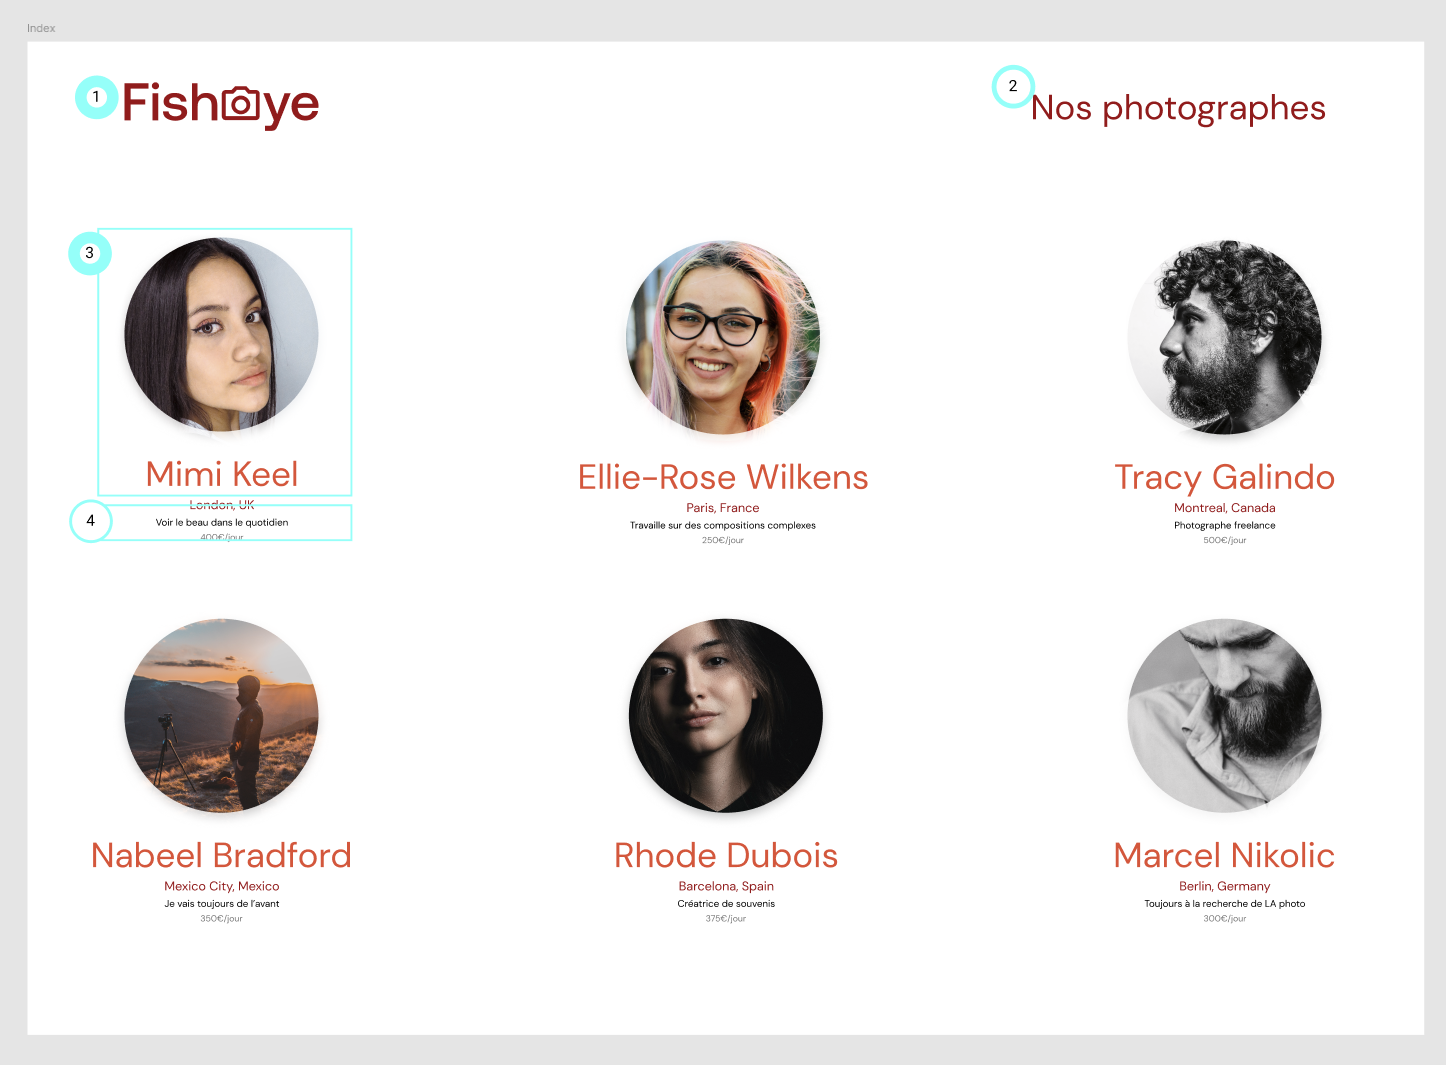 Index
1
Fisheye
2
Nos photographes
3
Mimi Keel
London, UK
4
Voir le beau dans le quotidien
400€/jour
Ellie-Rose Wilkens
Paris, France
Travaille sur des compositions complexes
250€/jour
Tracy Galindo
Montreal, Canada
Photographe freelance
500€/jour
Nabeel Bradford
Mexico City, Mexico
Je vais toujours de l'avant
350€/jour
Rhode Dubois
Barcelona, Spain
Créatrice de souvenis
375€/jour
Marcel Nikolic
Berlin, Germany
Toujours à la recherche de LA photo
300€/jour